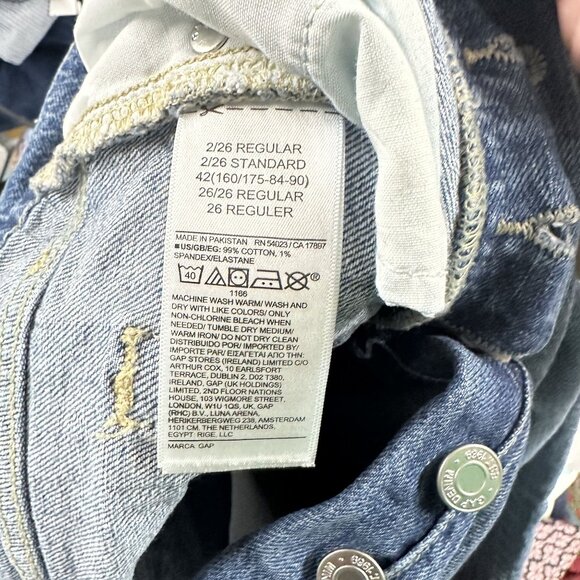 2/26 REGULAR
2/26 STANDARD
42(160/175-84-90)
26/26 REGULAR
26 REGULER
MADE IN PAKISTAN RN 54023 / CA 17897
■ US/GB/EG: 99% COTTON, 1%
SPANDEX/ELASTANE
40
1166
MACHINE WASH WARM/ WASH AND
DRY WITH LIKE COLORS/ ONLY
NON-CHLORINE BLEACH WHEN
NEEDED/ TUMBLE DRY MEDIUM/
WARM IRON/ DO NOT DRY CLEAN
DISTRIBUIDO POR/ IMPORTED BY/
IMPORTE PAR/ ΕΙΣΑΓΕΤΑΙ ΑΠΟ ΤΗΝ:
GAP STORES (IRELAND) LIMITED C/O
ARTHUR COX, 10 EARLSFORT
TERRACE, DUBLIN 2, D02 T380,
IRELAND, GAP (UK HOLDINGS)
LIMITED, 2ND FLOOR NATIONS
HOUSE, 103 WIGMORE STREET,
LONDON, W1U 1QS, UK, GAP
(RHC) B.V., LUNA ARENA,
HERIKERBERGWEG 238, AMSTERDAM
1101 CM, THE NETHERLANDS,
EGYPT: RIGE, LLC
MARCA: GAP
GAP DENIM
1969
1969